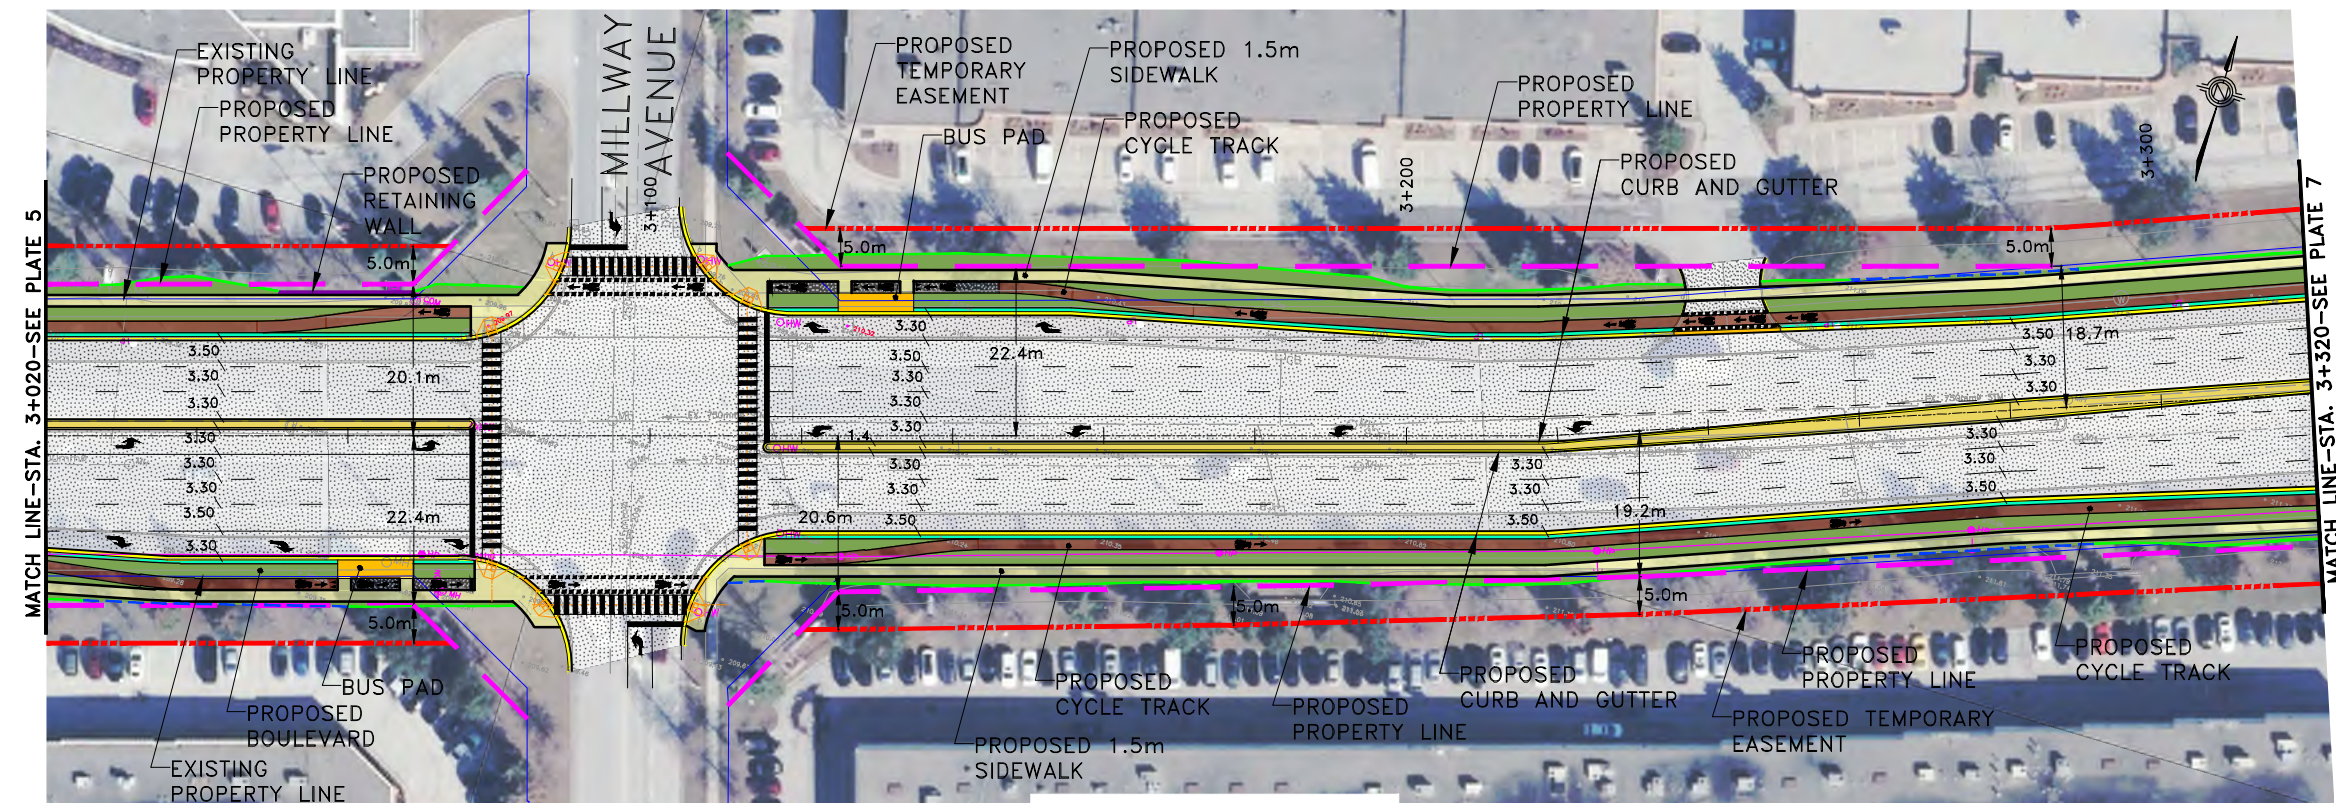 EXISTING
PROPERTY LINE
PROPOSED
PROPERTY LINE
PROPOSED
RETAINING
WALL
MILLWAY
AVENUE
3+100
PROPOSED
TEMPORARY
EASEMENT
PROPOSED 1.5m
SIDEWALK
BUS PAD
PROPOSED
CYCLE TRACK
3+200
PROPOSED
PROPERTY LINE
PROPOSED
CURB AND GUTTER
3+300
MATCH LINE-STA. 3+020-SEE PLATE 5
MATCH LINE-STA. 3+320-SEE PLATE 7
5.0m
5.0m
5.0m
3.50
3.30
3.30
20.1m
3.30
3.30
3.30
3.50
3.30
22.4m
3.30
3.50
3.30
3.30
3.30
22.4m
1.4
3.30
3.30
3.50
20.6m
3.30
3.30
3.50
19.2m
3.50
3.30
3.30
18.7m
3.30
3.30
3.50
5.0m
5.0m
5.0m
5.0m
BUS PAD
PROPOSED
BOULEVARD
EXISTING
PROPERTY LINE
PROPOSED
CYCLE TRACK
PROPOSED 1.5m
SIDEWALK
PROPOSED
PROPERTY LINE
PROPOSED
CURB AND GUTTER
PROPOSED
PROPERTY LINE
PROPOSED TEMPORARY
EASEMENT
PROPOSED
CYCLE TRACK